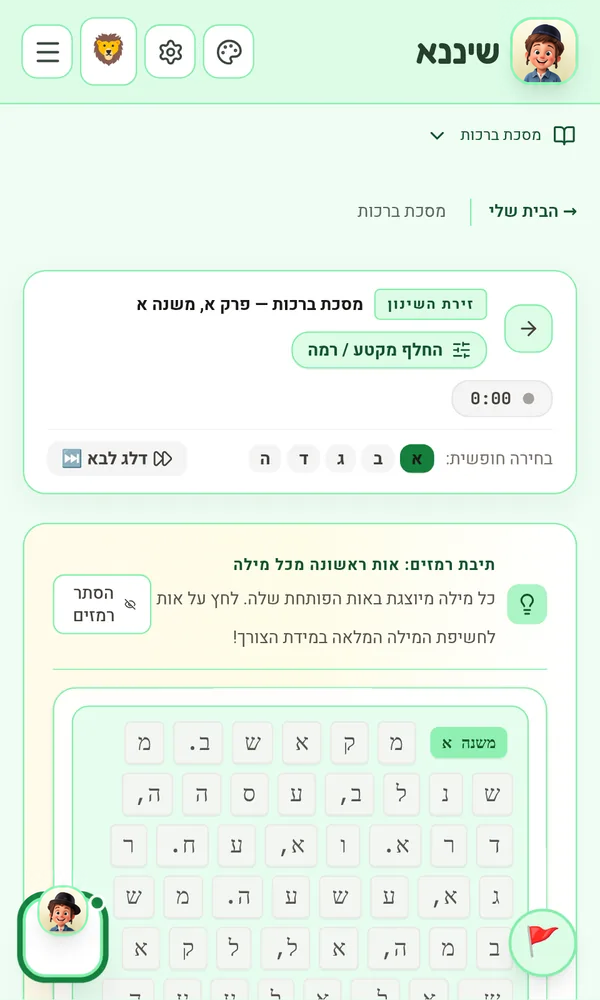 שיננא
מסכת ברכות
→ הבית שלי | מסכת ברכות
זירת השינון מסכת ברכות — פרק א, משנה א
החלף מקטע / רמה
0:00
בחירה חופשית: א ב ג ד ה דלג לבא ⏭️
תיבת רמזים: אות ראשונה מכל מילה
כל מילה מיוצגת באות הפותחת שלה. לחץ על אות
לחשיפת המילה המלאה במידת הצורך!
הסתר
רמזים
משנה א מ ק א ש ב. מ
ש נ ל ב, ע ס ה ה,
ד ר א. ו א, ע ח. ר
ג א, ע ש ע ה. מ ש
ב מ ה, א ל, ל ק א